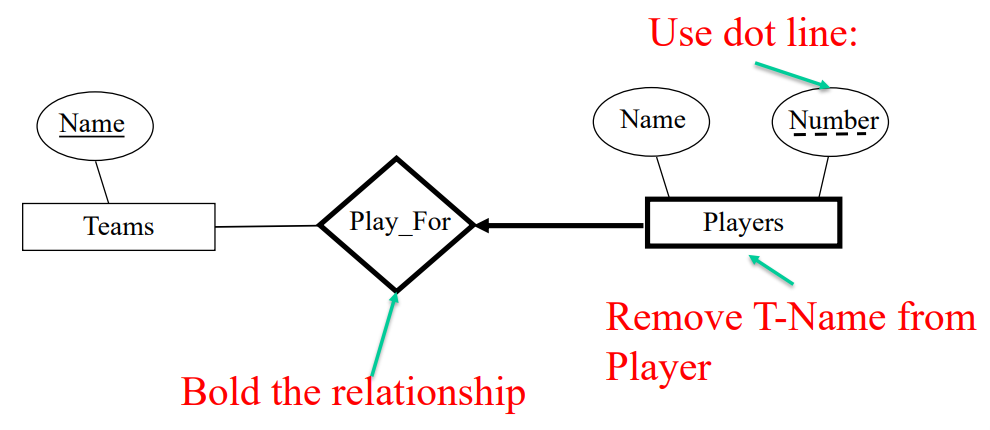 Use dot line:
Name
Name
Number
Teams
Play_For
Players
Remove T-Name from
Player
Bold the relationship